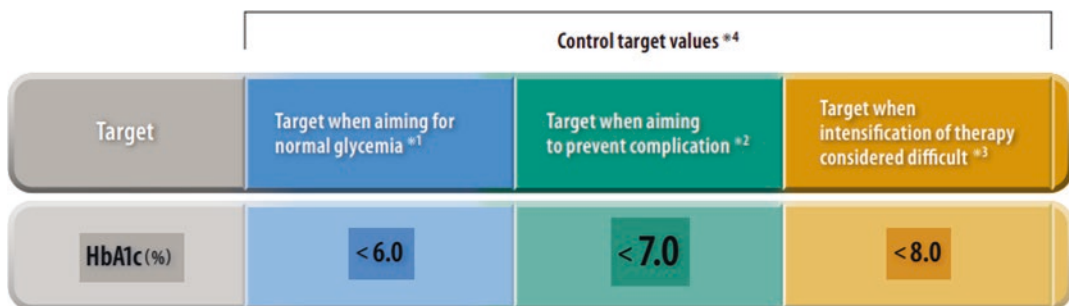 Control target values *4
Target
Target when aiming for
normal glycemia *1
Target when aiming
to prevent complication *2
Target when
intensification of therapy
considered difficult *3
HbA1c (%)
< 6.0
< 7.0
< 8.0